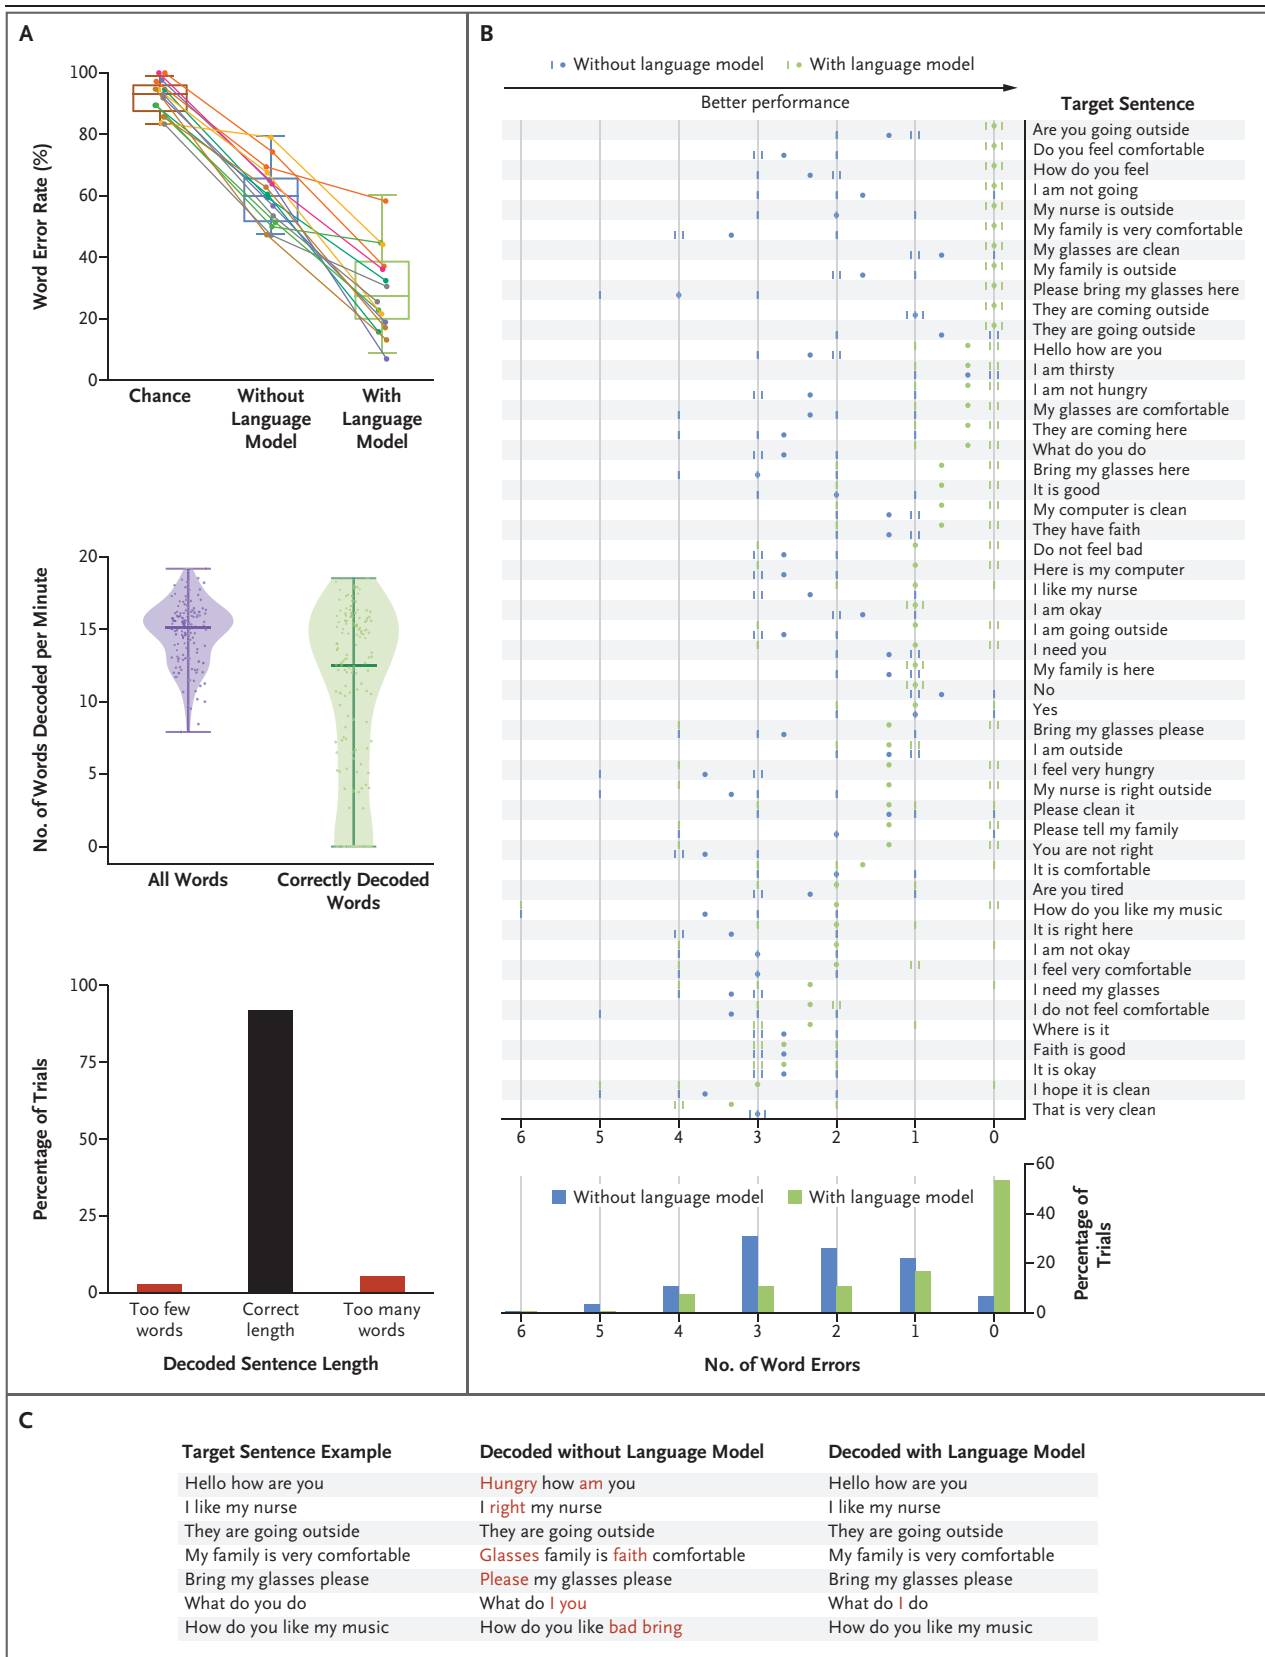 A
100
80
60
40
20
0
Word Error Rate (%)
Chance
Without
Language
Model
With
Language
Model
20
15
10
5
0
No. of Words Decoded per Minute
All Words
Correctly Decoded
Words
100
75
50
25
0
Percentage of Trials
Too few
words
Correct
length
Too many
words
Decoded Sentence Length
B
Without language model
With language model
Better performance
Target Sentence
Are you going outside
Do you feel comfortable
How do you feel
I am not going
My nurse is outside
My family is very comfortable
My glasses are clean
My family is outside
Please bring my glasses here
They are coming outside
They are going outside
Hello how are you
I am thirsty
I am not hungry
My glasses are comfortable
They are coming here
What do you do
Bring my glasses here
It is good
My computer is clean
They have faith
Do not feel bad
Here is my computer
I like my nurse
I am okay
I am going outside
I need you
My family is here
No
Yes
Bring my glasses please
I am outside
I feel very hungry
My nurse is right outside
Please clean it
Please tell my family
You are not right
It is comfortable
Are you tired
How do you like my music
It is right here
I am not okay
I feel very comfortable
I need my glasses
I do not feel comfortable
Where is it
Faith is good
It is okay
I hope it is clean
That is very clean
6 5 4 3 2 1 0
Without language model
With language model
60
40
20
0
Percentage of
Trials
6 5 4 3 2 1 0
No. of Word Errors
C
Target Sentence Example Decoded without Language Model Decoded with Language Model
Hello how are you Hungry how am you Hello how are you
I like my nurse I right my nurse I like my nurse
They are going outside They are going outside They are going outside
My family is very comfortable Glasses family is faith comfortable My family is very comfortable
Bring my glasses please Please my glasses please Bring my glasses please
What do you do What do I you What do I do
How do you like my music How do you like bad bring How do you like my music